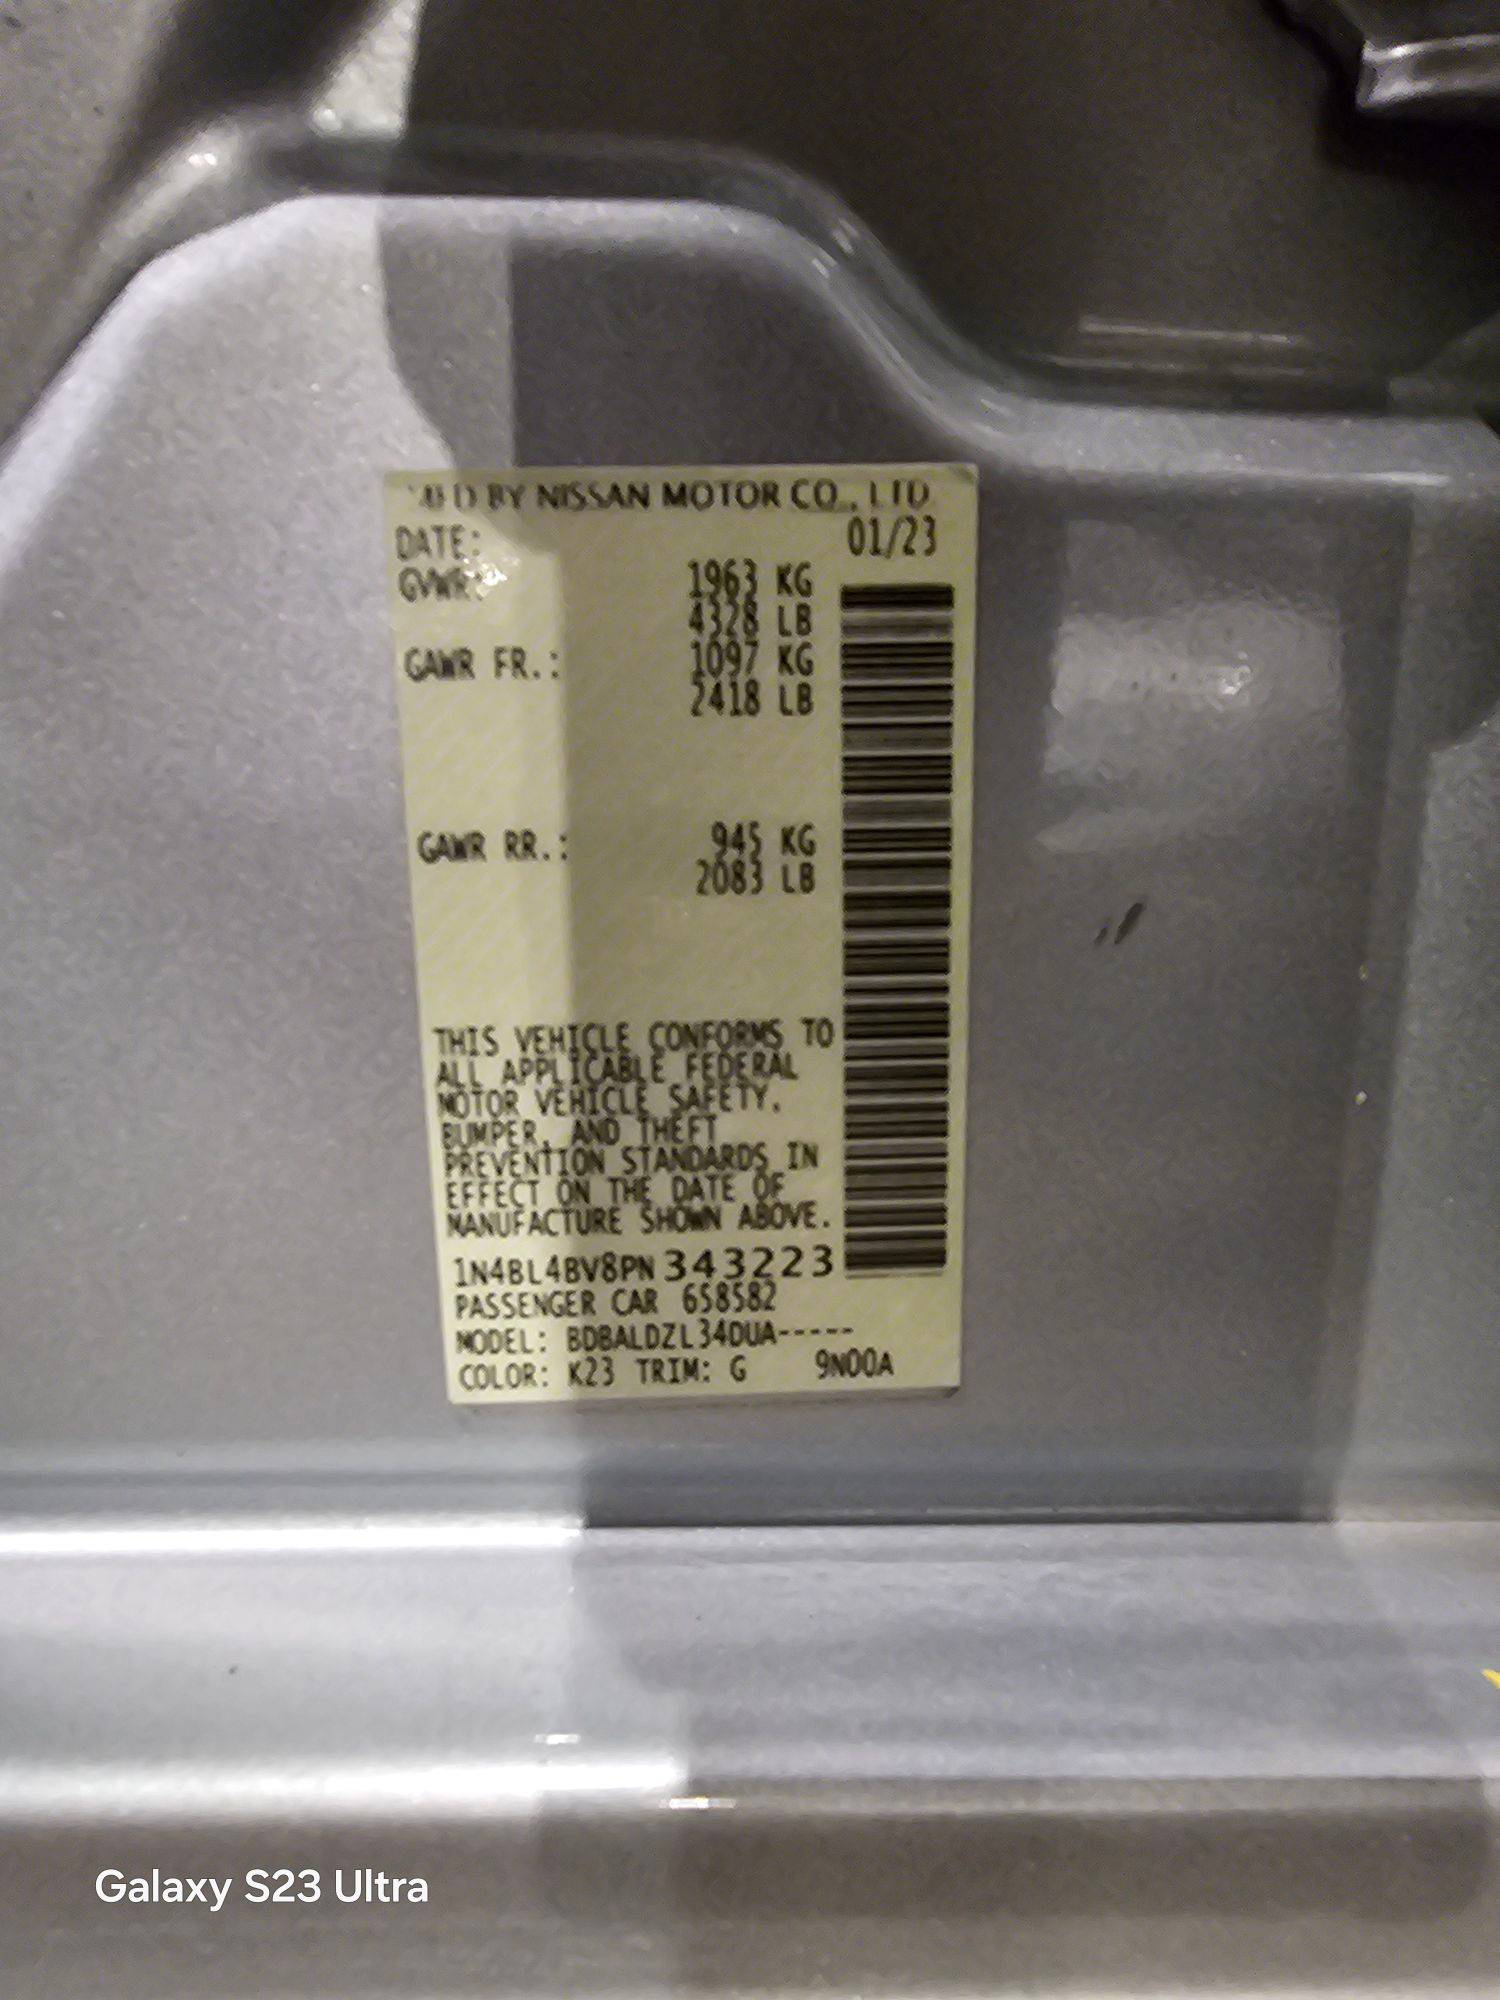 MFD BY NISSAN MOTOR CO., LTD.
DATE: 01/23
GVWR: 1963 KG
4328 LB
GAWR FR.: 1097 KG
2418 LB
GAWR RR.: 945 KG
2083 LB
THIS VEHICLE CONFORMS TO
ALL APPLICABLE FEDERAL
MOTOR VEHICLE SAFETY,
BUMPER, AND THEFT
PREVENTION STANDARDS IN
EFFECT ON THE DATE OF
MANUFACTURE SHOWN ABOVE.
1N4BL4BV8PN343223
PASSENGER CAR 658582
MODEL: BDBALDZL34DUA-----
COLOR: K23 TRIM: G 9N00A
Galaxy S23 Ultra